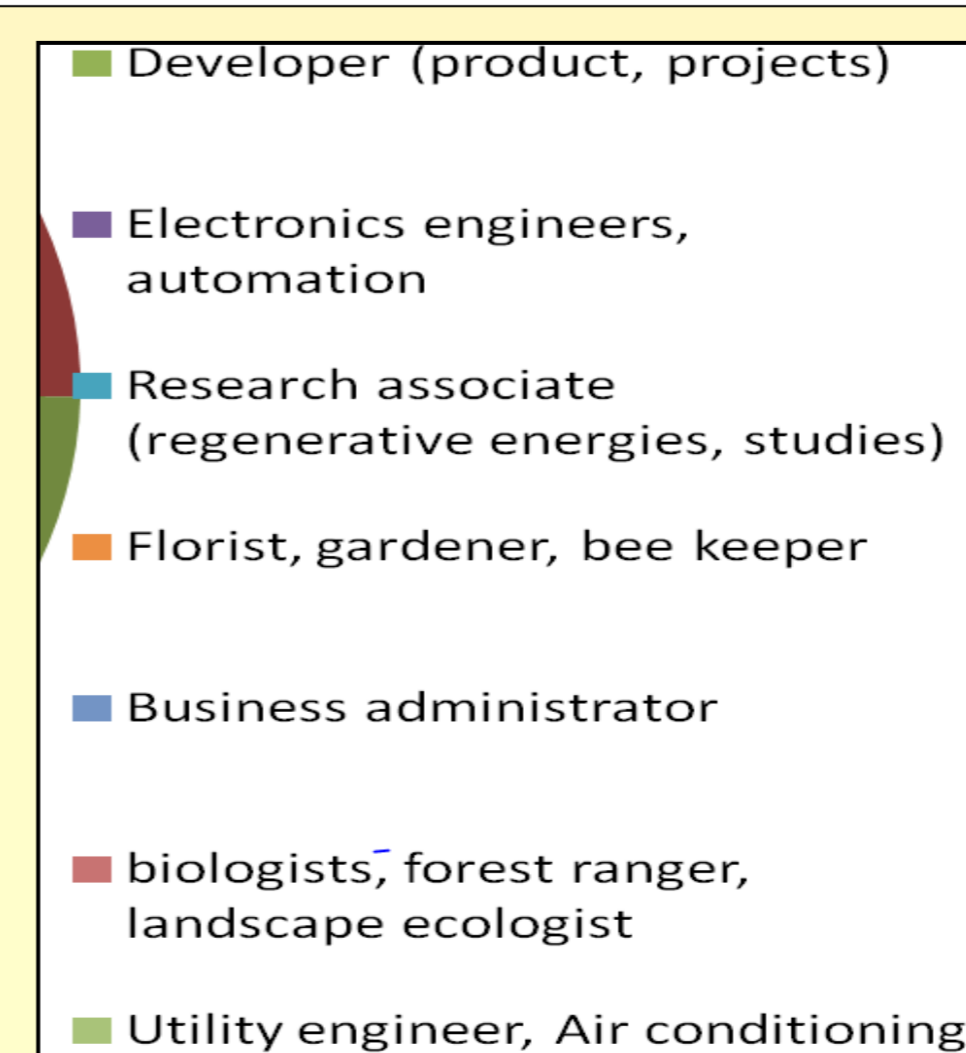 Developer (product, projects)
Electronics engineers,
automation
Research associate
(regenerative energies, studies)
Florist, gardener, bee keeper
Business administrator
biologists, forest ranger,
landscape ecologist
Utility engineer, Air conditioning